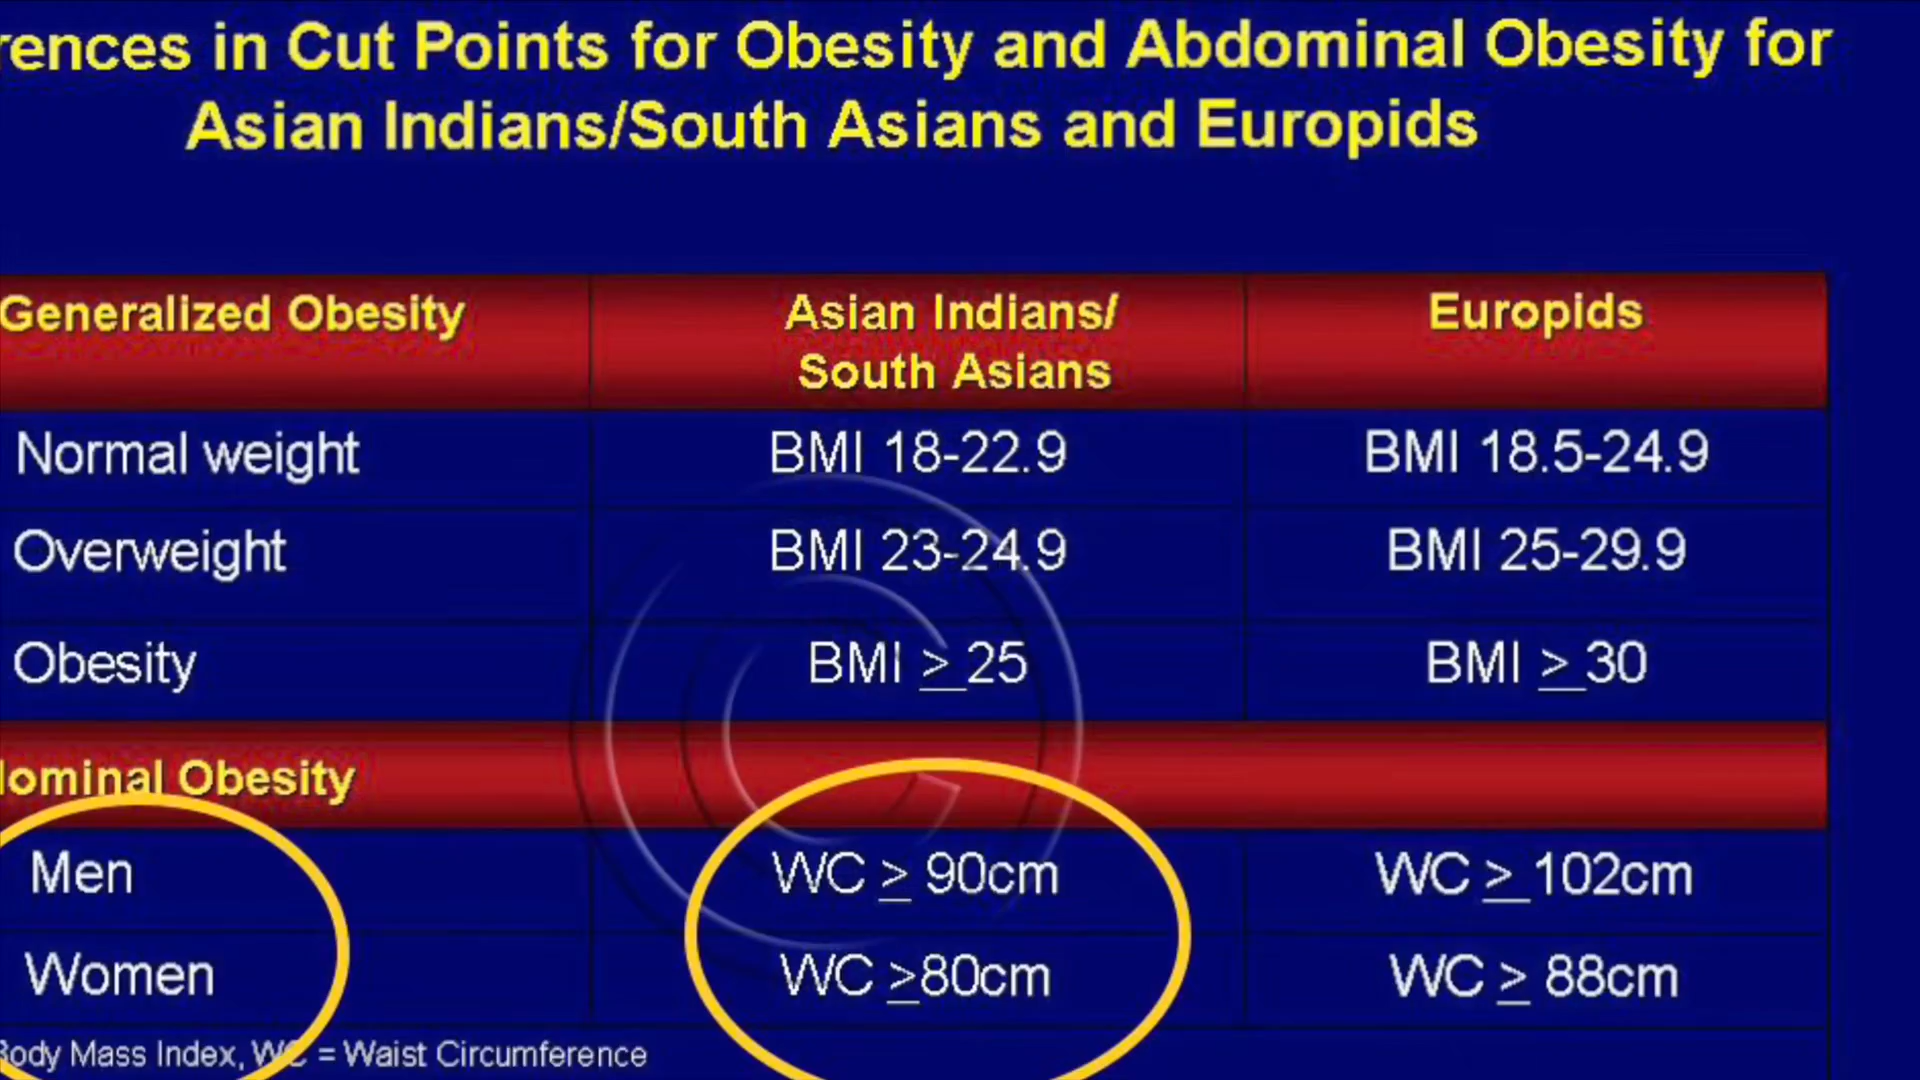 rences in Cut Points for Obesity and Abdominal Obesity for
Asian Indians/South Asians and Europids
Generalized Obesity Asian Indians/ South Asians Europids
Normal weight BMI 18-22.9 BMI 18.5-24.9
Overweight BMI 23-24.9 BMI 25-29.9
Obesity BMI ≥ 25 BMI ≥ 30
lominal Obesity
Men WC ≥ 90cm WC ≥ 102cm
Women WC ≥80cm WC ≥ 88cm
Body Mass Index, WC = Waist Circumference